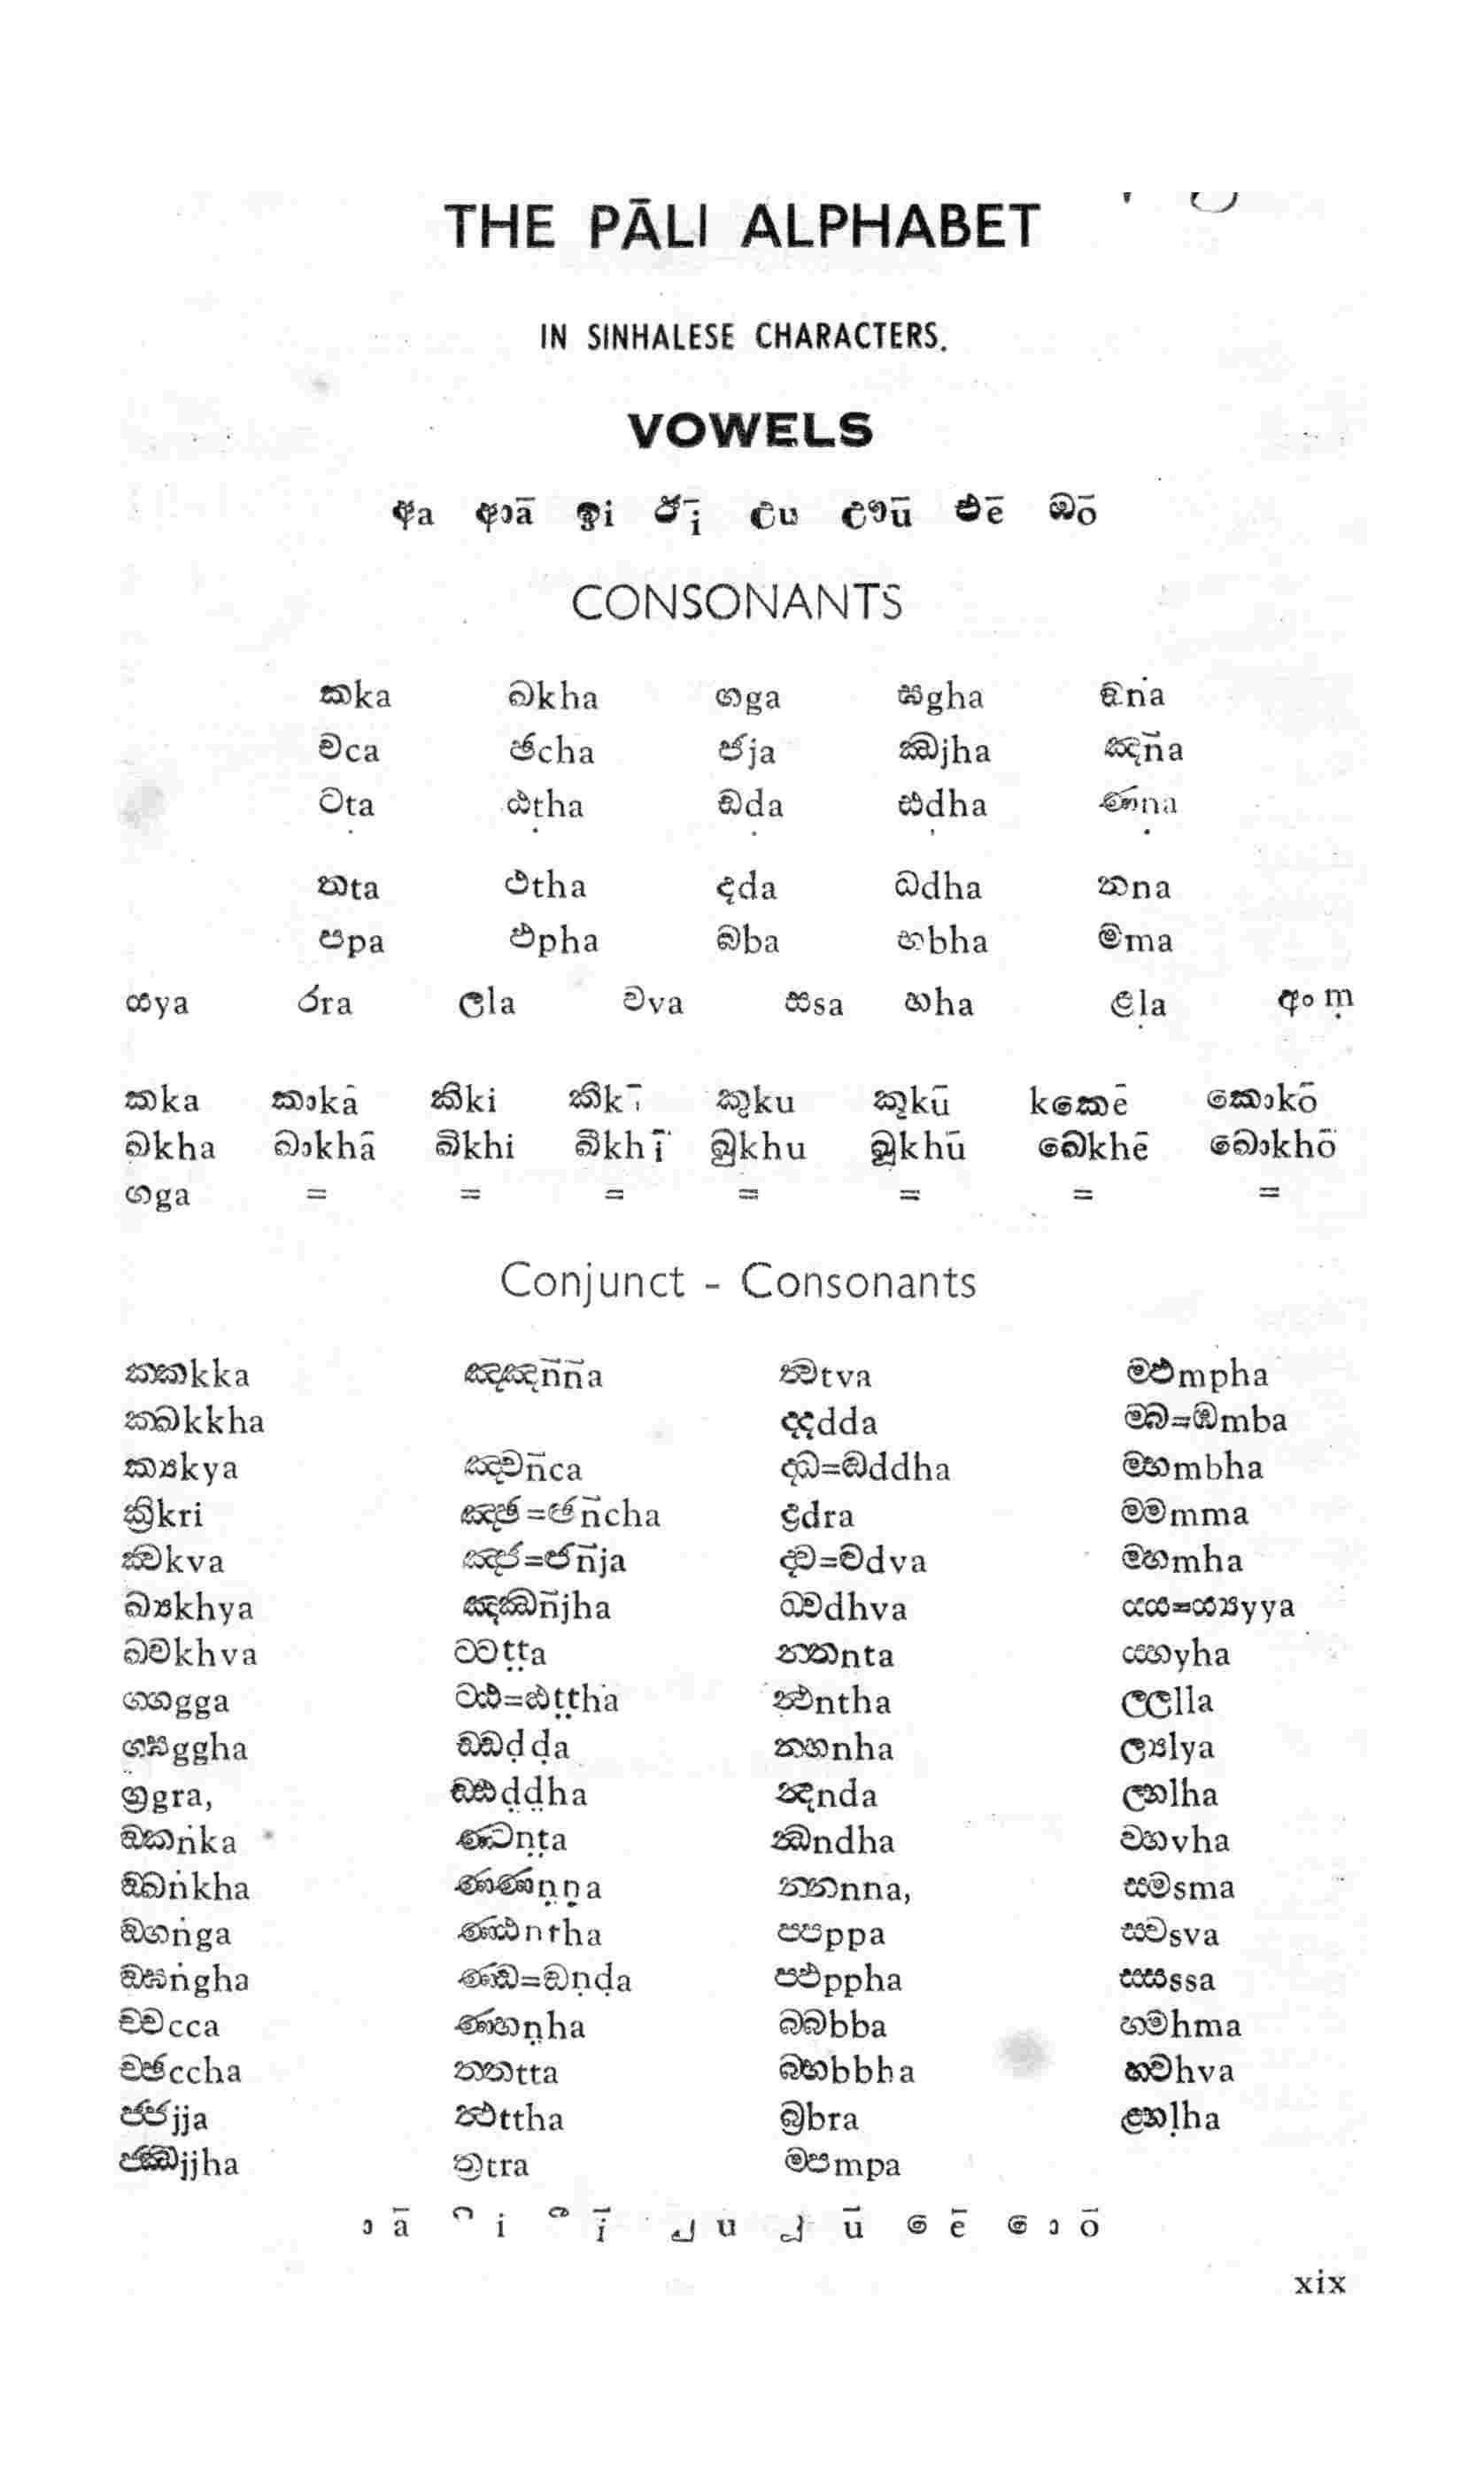 THE PĀLI ALPHABET
IN SINHALESE CHARACTERS.
VOWELS
අa ආā ඉi ඊī උu ඌū එē ඔō
CONSONANTS
කka ඛkha ගga ඝgha ඞṅa
චca ඡcha ජja ඣjha ඤña
ටṭa ඨṭha ඩḍa ඪḍha ණṇa
තta ථtha දda ධdha නna
පpa ඵpha බba භbha මma
යya රra ලla වva සsa හha ළḷa අං ṃ
කka කාkā කිki කීkī කුku කූkū kකෙē කොkō
ඛkha ඛාkhā ඛිkhi ඛීkhī ඛුkhu ඛූkhū ඛෙkhē ඛොkhō
ගga = = = = = = =
Conjunct - Consonants
ක‍්කkka ඤ‍්ඤñña ත්‍වtva ම‍්ඵmpha
ක‍්ඛkkha ද‍්දdda ම‍්බ=ඹmba
ක්‍යkya ඤ‍්චñca ද‍්ධ=ද්‍ධddha ම‍්භmbha
ක්‍රිkri ඤ‍්ඡ=ඡñcha ද්‍රdra ම‍්මmma
ක්‍වkva ඤ‍්ජ=ඦñja ද‍්ව=ද්‍වdva ම‍්හmha
ඛ්‍යkhya ඤ‍්ඣñjha ධ‍්වdhva ය‍්ය=ය්‍යyya
ඛ‍්වkhva ට‍්ටṭṭa න‍්තnta ය‍්හyha
ග‍්ගgga ට‍්ඨ=ට්‍ඨṭṭha න්‍ථntha ල‍්ලlla
ග‍්ඝggha ඩ‍්ඩḍḍa න‍්හnha ල්‍යlya
ග්‍රgra, ඩ‍්ඪḍḍha න්‍දnda ල‍්හlha
ඞ‍්කṅka ණ‍්ටṇṭa න්‍ධndha ව‍්හvha
ඞ‍්ඛṅkha ණ‍්ණṇṇa න‍්නnna, ස‍්මsma
ඞ‍්ගṅga ණ‍්ඨntha ප‍්පppa ස‍්වsva
ඞ‍්ඝṅgha ණ‍්ඩ=ඬṇḍa ප‍්ඵppha ස‍්සssa
ච‍්චcca ණ‍්හṇha බ‍්බbba හ‍්මhma
ච‍්ඡccha ත‍්තtta බ‍්භbbha හ‍්වhva
ජ‍්ජjja ත්‍ථttha බ්‍රbra ළ‍්හḷha
ජ‍්ඣjjha ත්‍රtra ම‍්පmpa
ා ā ි i ී ī ු u ූ ū ෙ ē ො ō
xix